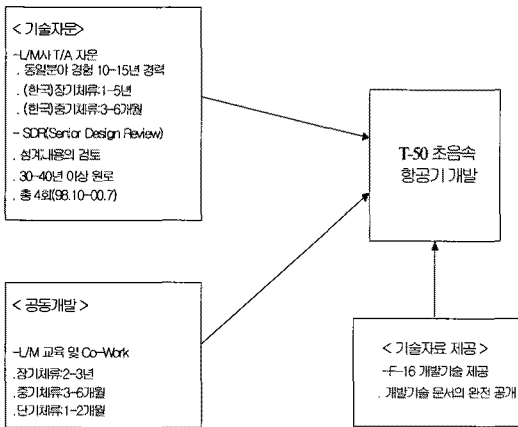 < 기술자문>
-L/M사 T/A 자문
. 동일분야 경험 10-15년 경력
. (한국)장기체류:1-5년
. (한국)중기체류:3-6개월
- SDR(Senior Design Review)
. 설계내용의 검토
. 30-40년 이상 원로
. 총 4회(98.10-00.7)
T-50 초음속
항공기 개발
< 공동개발 >
-L/M 교육 및 Co-Work
.장기체류:2-3년
.중기체류:3-6개월
.단기체류:1-2개월
< 기술자료 제공 >
-F-16 개발기술 제공
. 개발기술 문서의 완전 공개